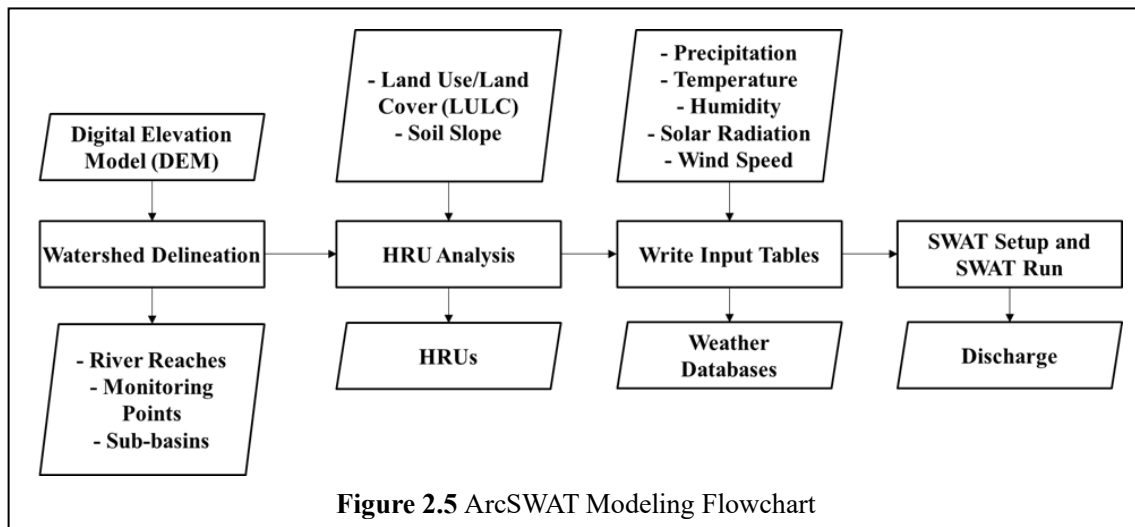 Digital Elevation
Model (DEM)
- Land Use/Land
Cover (LULC)
- Soil Slope
- Precipitation
- Temperature
- Humidity
- Solar Radiation
- Wind Speed
Watershed Delineation
HRU Analysis
Write Input Tables
SWAT Setup and
SWAT Run
- River Reaches
- Monitoring
Points
- Sub-basins
HRUs
Weather
Databases
Discharge
Figure 2.5 ArcSWAT Modeling Flowchart